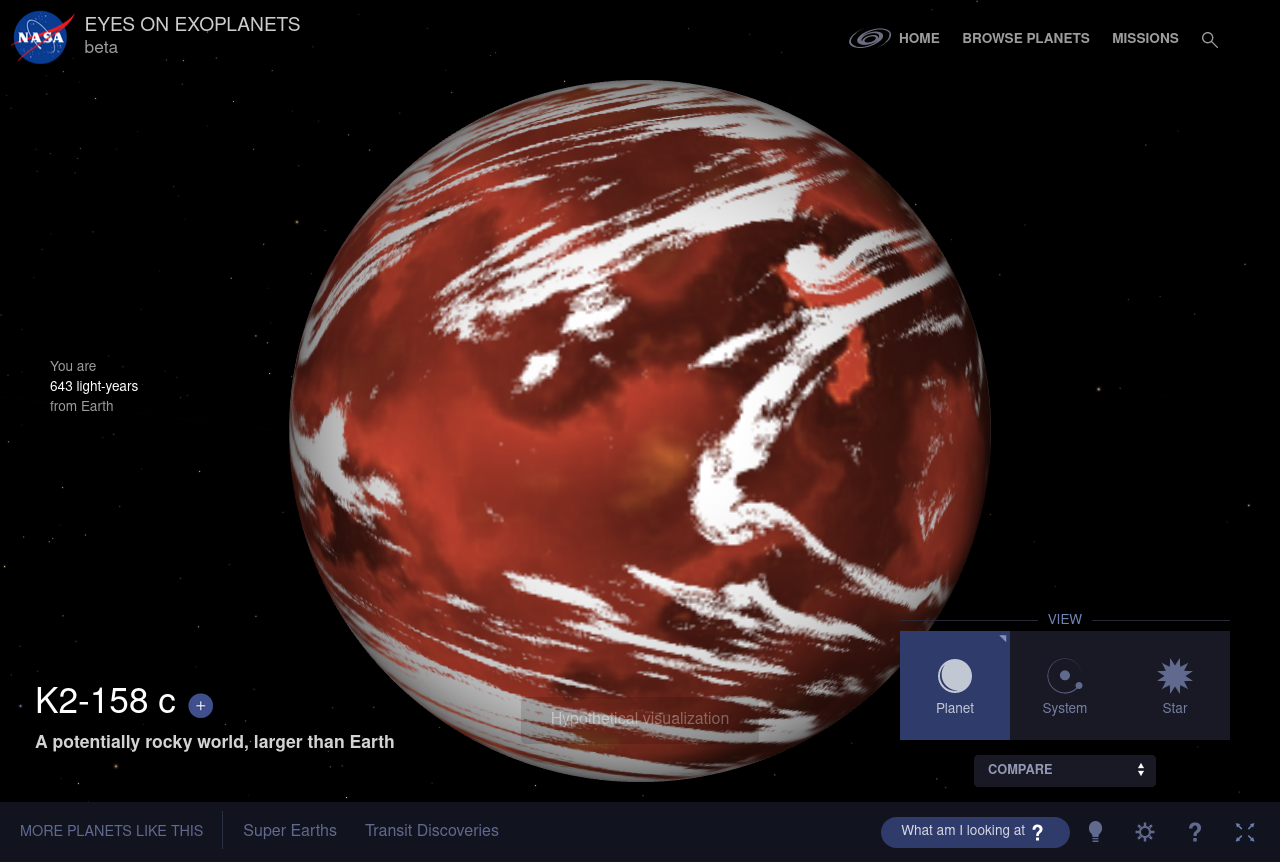 NASA
EYES ON EXOPLANETS
beta
HOME
BROWSE PLANETS
MISSIONS
You are
643 light-years
from Earth
VIEW
Planet
System
Star
K2-158 c +
Hypothetical visualization
A potentially rocky world, larger than Earth
COMPARE
MORE PLANETS LIKE THIS
Super Earths
Transit Discoveries
What am I looking at ?
?